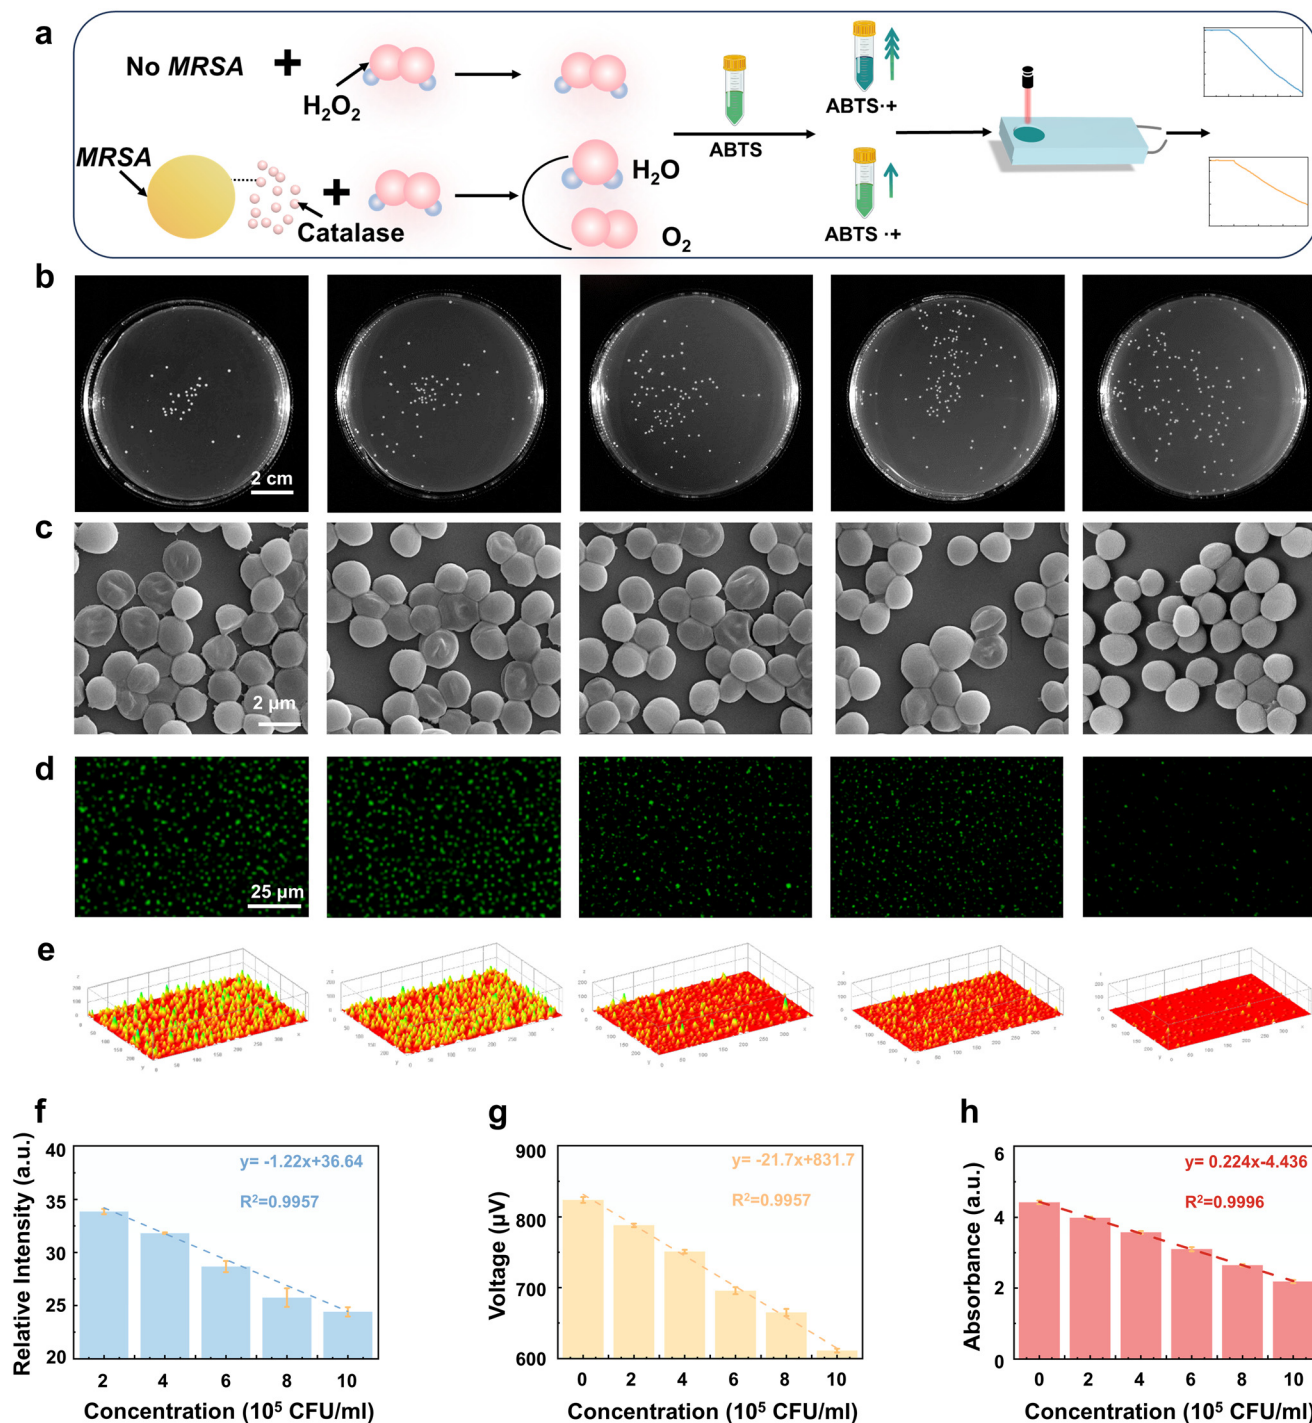 a
No MRSA
+
H₂O₂
ABTS
ABTS·+
MRSA
+
Catalase
H₂O
O₂
ABTS ·+
b
2 cm
c
2 μm
d
25 μm
e
f
Relative Intensity (a.u.)
40
35
30
25
20
y= -1.22x+36.64
R²=0.9957
2 4 6 8 10
Concentration (10⁵ CFU/ml)
g
Voltage (μV)
900
800
700
600
y= -21.7x+831.7
R²=0.9957
0 2 4 6 8 10
Concentration (10⁵ CFU/ml)
h
Absorbance (a.u.)
6
4
2
0
y= 0.224x-4.436
R²=0.9996
0 2 4 6 8 10
Concentration (10⁵ CFU/ml)